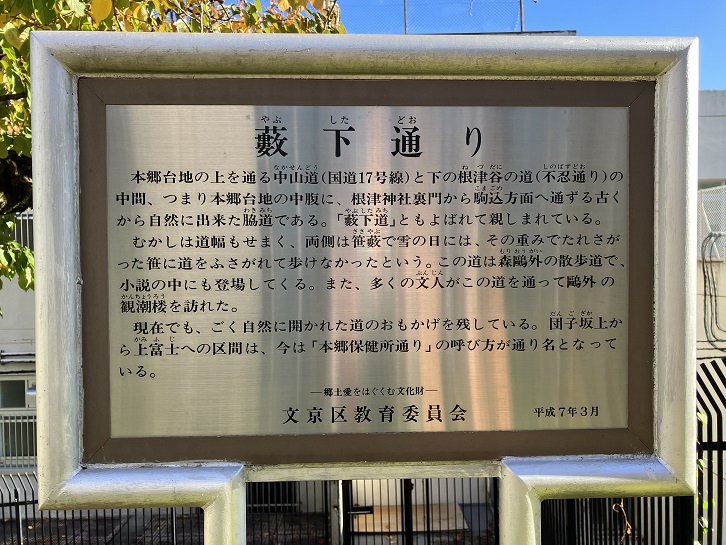 藪下通り
本郷台地の上を通る中山道(国道17号線)と下の根津谷の道(不忍通り)の
中間、つまり本郷台地の中腹に、根津神社裏門から駒込方面へ通ずる古く
から自然に出来た脇道である。「藪下道」ともよばれて親しまれている。
むかしは道幅もせまく、両側は笹藪で雪の日には、その重みでたれさが
った笹に道をふさがれて歩けなかったという。この道は森鷗外の散歩道で、
小説の中にも登場してくる。また、多くの文人がこの道を通って鷗外の
観潮楼を訪れた。
現在でも、ごく自然に開かれた道のおもかげを残している。団子坂上か
ら上富士への区間は、今は「本郷保健所通り」の呼び方が通り名となって
いる。
―郷土愛をはぐくむ文化財―
文京区教育委員会 平成7年3月